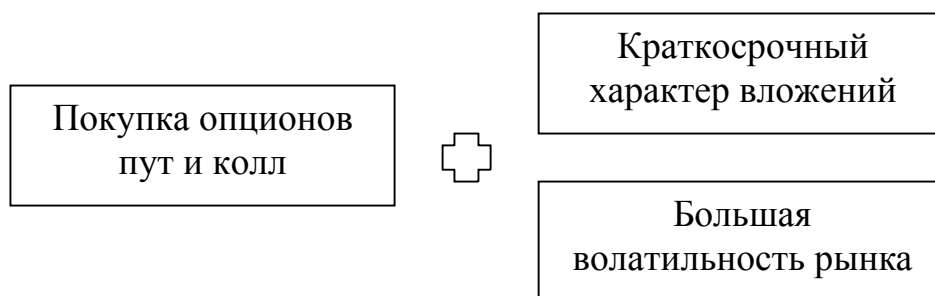 Покупка опционов
пут и колл
Краткосрочный
характер вложений
Большая
волатильность рынка